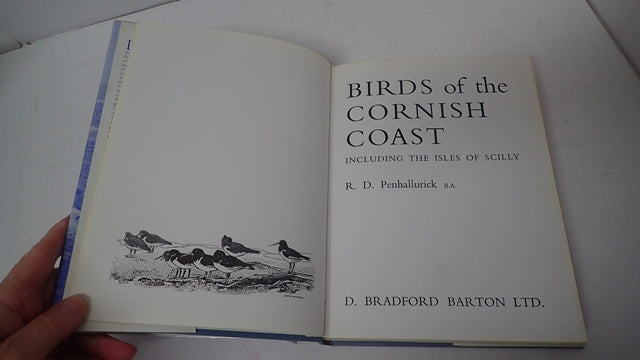 BIRDS of the
CORNISH
COAST
INCLUDING THE ISLES OF SCILLY
R. D. Penhallurick B.A.
D. BRADFORD BARTON LTD.